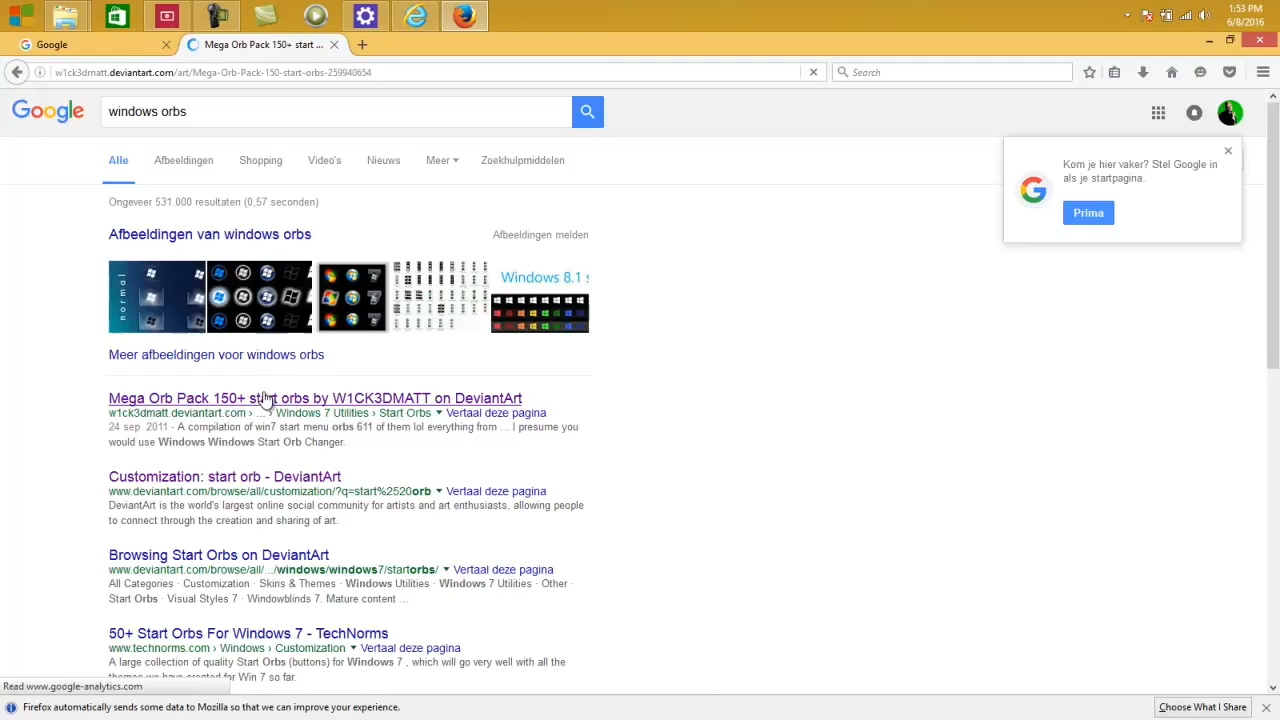 1:53 PM
6/8/2016
Google
Mega Orb Pack 150+ start ...
w1ck3dmatt.deviantart.com/art/Mega-Orb-Pack-150-start-orbs-259940654
Search
Google
windows orbs
Alle
Afbeeldingen
Shopping
Video's
Nieuws
Meer
Zoekhulpmiddelen
Kom je hier vaker? Stel Google in
als je startpagina.
Prima
Ongeveer 531.000 resultaten (0,57 seconden)
Afbeeldingen van windows orbs
Afbeeldingen melden
normal
Windows 8.1 s
Meer afbeeldingen voor windows orbs
Mega Orb Pack 150+ start orbs by W1CK3DMATT on DeviantArt
w1ck3dmatt.deviantart.com › ... › Windows 7 Utilities › Start Orbs ▼ Vertaal deze pagina
24 sep. 2011 - A compilation of win7 start menu orbs 611 of them lol everything from ... I presume you
would use Windows Windows Start Orb Changer.
Customization: start orb - DeviantArt
www.deviantart.com/browse/all/customization/?q=start%2520orb ▼ Vertaal deze pagina
DeviantArt is the world's largest online social community for artists and art enthusiasts, allowing people
to connect through the creation and sharing of art.
Browsing Start Orbs on DeviantArt
www.deviantart.com/browse/all/.../windows/windows7/startorbs/ ▼ Vertaal deze pagina
All Categories · Customization · Skins & Themes · Windows Utilities · Windows 7 Utilities · Other ·
Start Orbs · Visual Styles 7 · Windowblinds 7. Mature content ...
50+ Start Orbs For Windows 7 - TechNorms
www.technorms.com › Windows › Customization ▼ Vertaal deze pagina
A large collection of quality Start Orbs (buttons) for Windows 7 , which will go very well with all the
themes we have created for Win 7 so far.
Read www.google-analytics.com
Firefox automatically sends some data to Mozilla so that we can improve your experience.
Choose What I Share